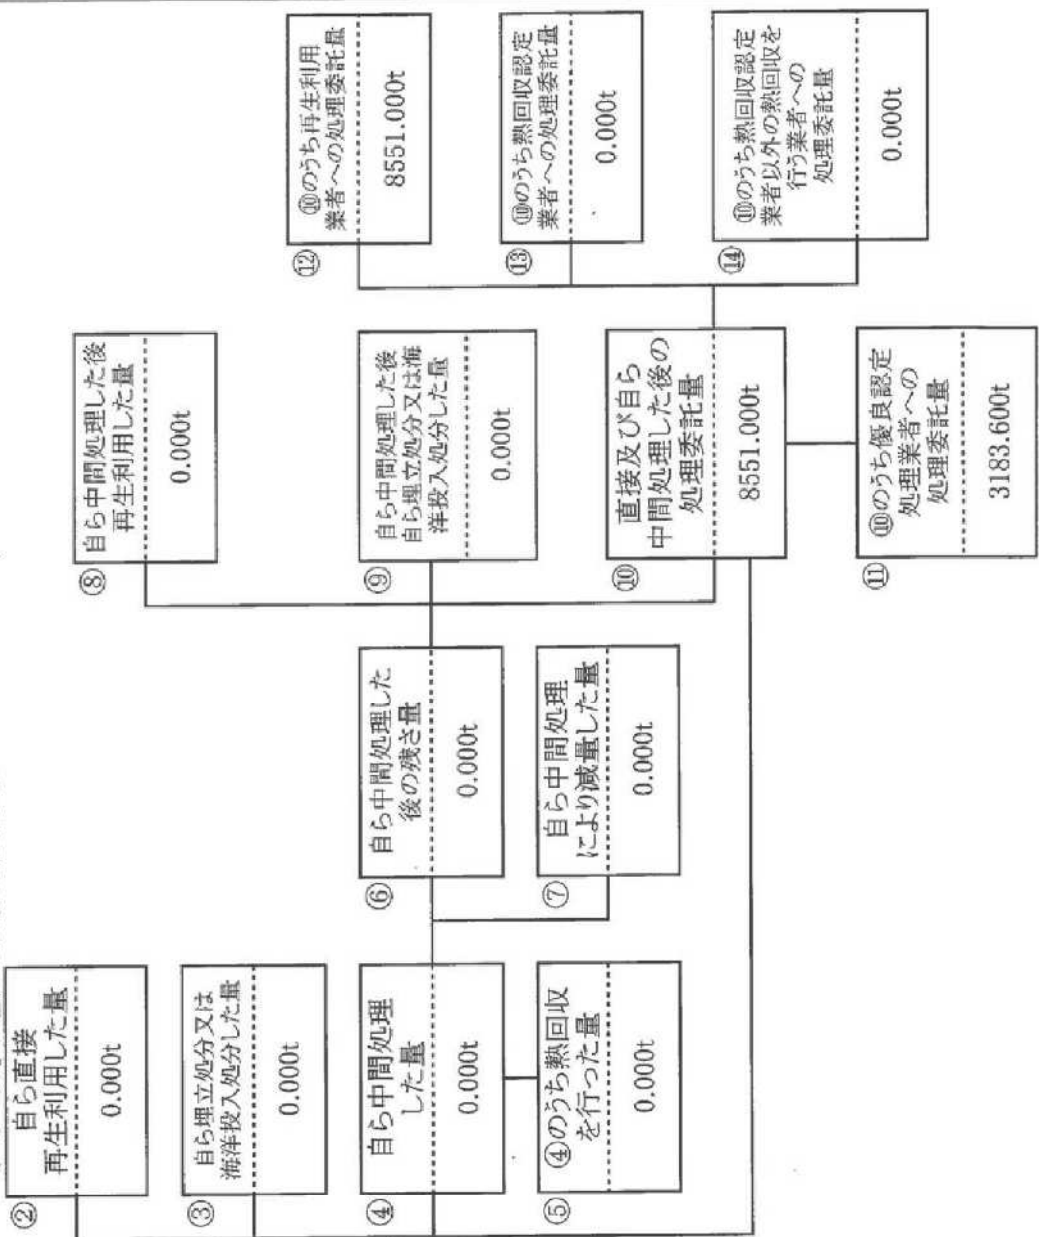 ②
自ら直接
再生利用した量
0.000t
③
自ら埋立処分又は
海洋投入処分した量
0.000t
④
自ら中間処理
した量
0.000t
⑤
④のうち熱回収
を行った量
0.000t
⑥
自ら中間処理した
後の残さ量
0.000t
⑦
自ら中間処理
により減量した量
0.000t
⑧
自ら中間処理した後
再生利用した量
0.000t
⑨
自ら中間処理した後
自ら埋立処分又は海
洋投入処分した量
0.000t
⑩
直接及び自ら
中間処理した後の
処理委託量
8551.000t
⑪
⑩のうち優良認定
処理業者への
処理委託量
3183.600t
⑫
⑩のうち再生利用
業者への処理委託量
8551.000t
⑬
⑩のうち熱回収認定
業者への処理委託量
0.000t
⑭
⑩のうち熱回収認定
業者以外の熱回収を
行う業者への
処理委託量
0.000t